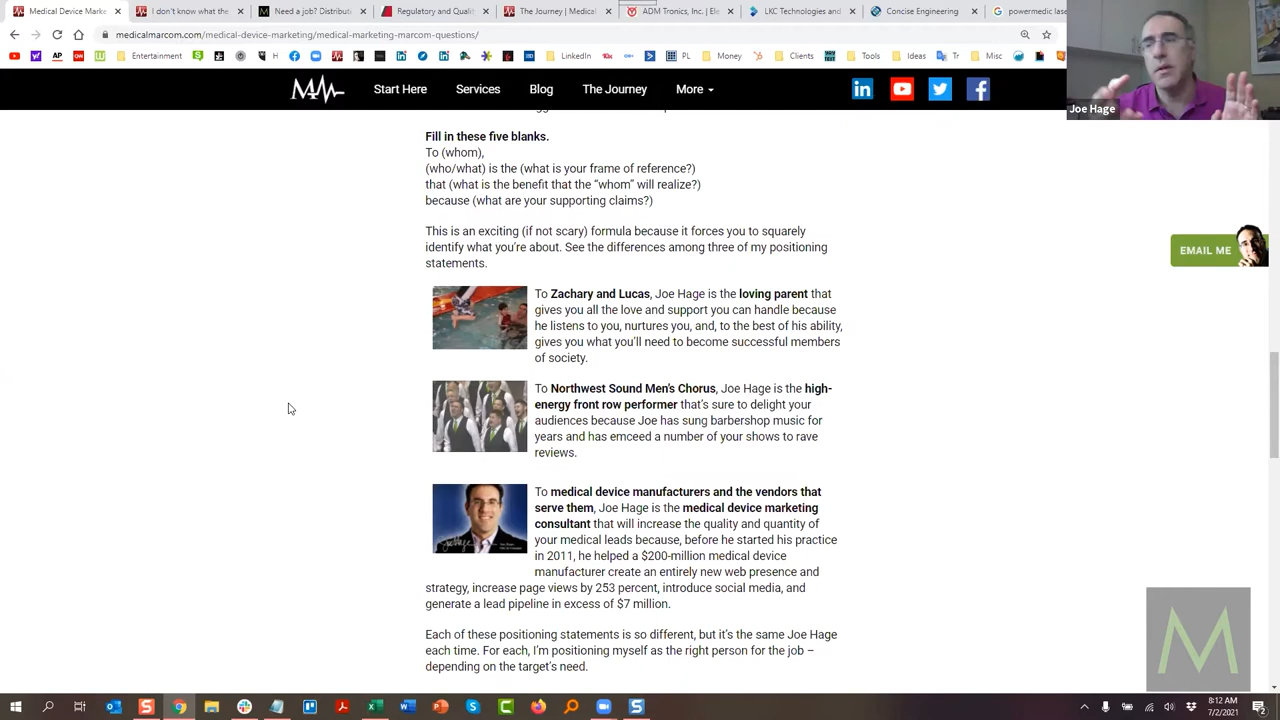 Medical Device Marke
I don't know what the
Need a job? Distributi
Regulatory and Quality
The Journey | Medical
ADM Tronics, Inc. | Ele
LKC Technologies and
Concise Engineering
powermedic lase
medicalmarcom.com/medical-device-marketing/medical-marketing-marcom-questions/
Entertainment
LinkedIn
PL
Money
Clients
Tools
Ideas
Tr
Misc
Joe Hage
Start Here
Services
Blog
The Journey
More
Fill in these five blanks.
To (whom),
(who/what) is the (what is your frame of reference?)
that (what is the benefit that the “whom” will realize?)
because (what are your supporting claims?)
This is an exciting (if not scary) formula because it forces you to squarely
identify what you’re about. See the differences among three of my positioning
statements.
EMAIL ME
To Zachary and Lucas, Joe Hage is the loving parent that
gives you all the love and support you can handle because
he listens to you, nurtures you, and, to the best of his ability,
gives you what you’ll need to become successful members
of society.
To Northwest Sound Men’s Chorus, Joe Hage is the high-
energy front row performer that’s sure to delight your
audiences because Joe has sung barbershop music for
years and has emceed a number of your shows to rave
reviews.
To medical device manufacturers and the vendors that
serve them, Joe Hage is the medical device marketing
consultant that will increase the quality and quantity of
your medical leads because, before he started his practice
in 2011, he helped a $200-million medical device
manufacturer create an entirely new web presence and
strategy, increase page views by 253 percent, introduce social media, and
generate a lead pipeline in excess of $7 million.
Each of these positioning statements is so different, but it’s the same Joe Hage
each time. For each, I’m positioning myself as the right person for the job –
depending on the target’s need.
M
8:12 AM
7/2/2021